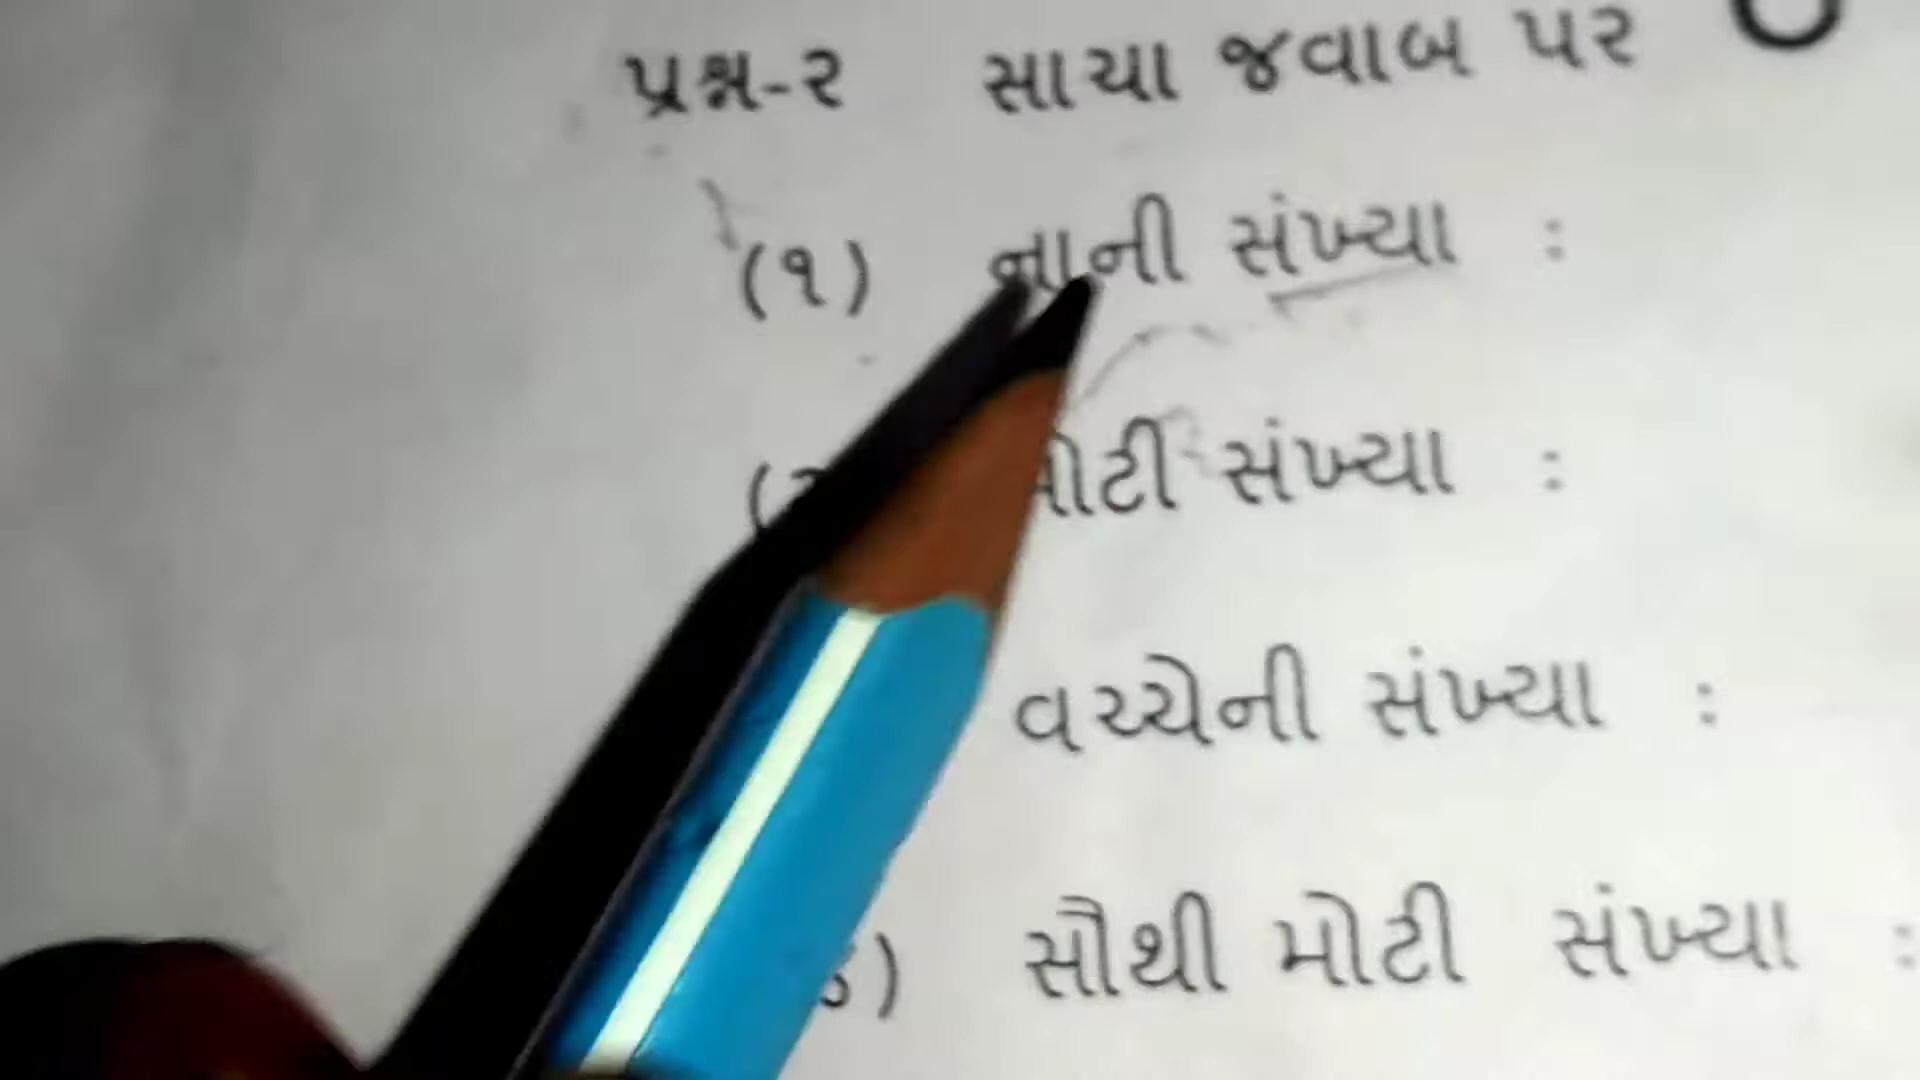 પ્રશ્ન-૨ સાચા જવાબ પર O
(૧) નાની સંખ્યા :
મોટી સંખ્યા :
વચ્ચેની સંખ્યા :
સૌથી મોટી સંખ્યા :